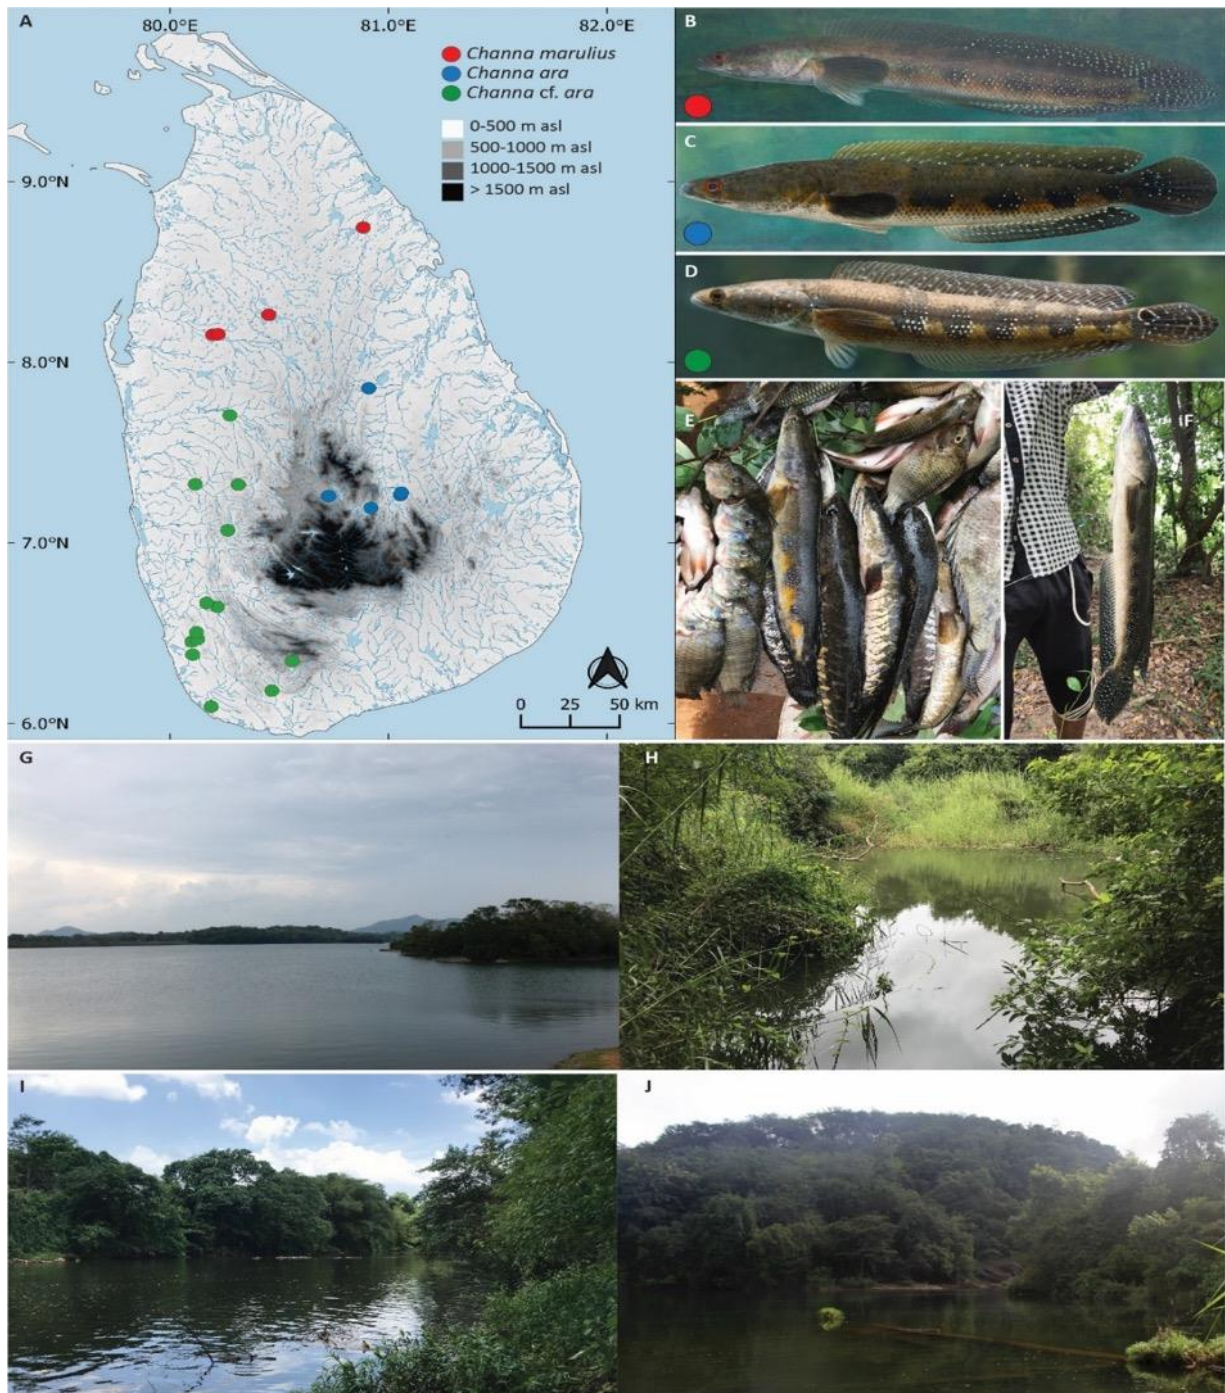 A
80.0°E
81.0°E
82.0°E
Channa marulius
Channa ara
Channa cf. ara
0-500 m asl
500-1000 m asl
1000-1500 m asl
> 1500 m asl
9.0°N
8.0°N
7.0°N
6.0°N
0 25 50 km
B
C
D
E
F
G
H
I
J